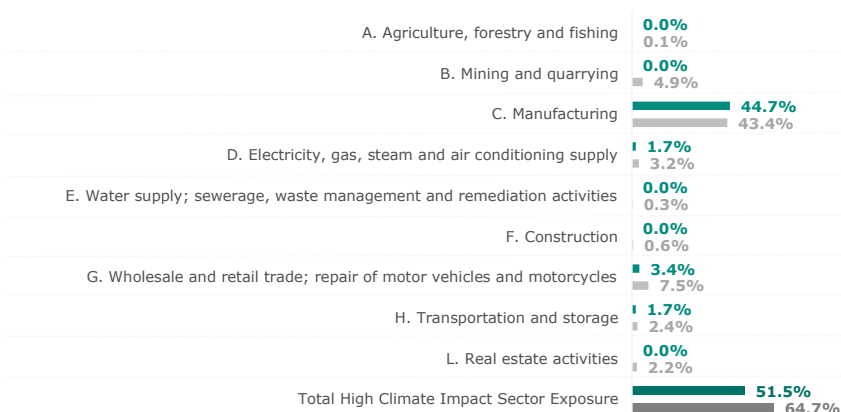 A. Agriculture, forestry and fishing
0.0%
0.1%
B. Mining and quarrying
0.0%
4.9%
C. Manufacturing
44.7%
43.4%
D. Electricity, gas, steam and air conditioning supply
1.7%
3.2%
E. Water supply; sewerage, waste management and remediation activities
0.0%
0.3%
F. Construction
0.0%
0.6%
G. Wholesale and retail trade; repair of motor vehicles and motorcycles
3.4%
7.5%
H. Transportation and storage
1.7%
2.4%
L. Real estate activities
0.0%
2.2%
Total High Climate Impact Sector Exposure
51.5%
64.7%